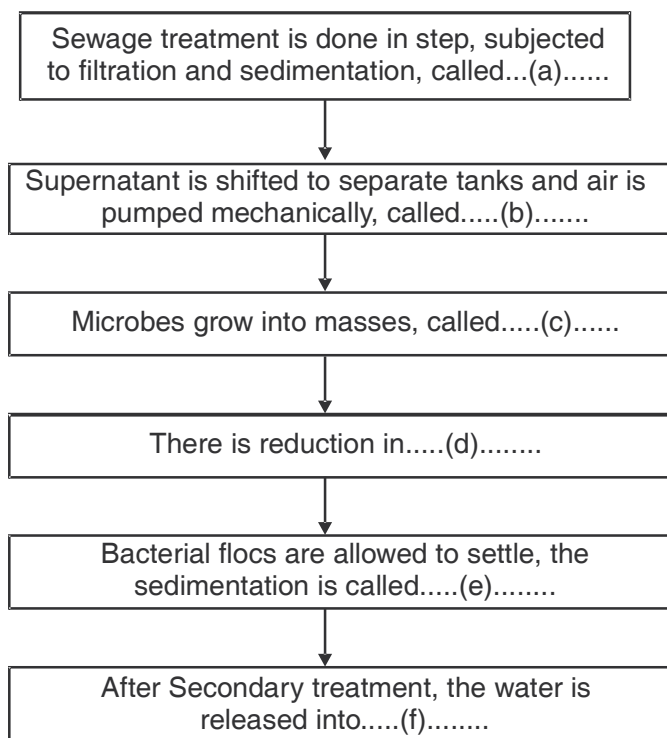 Sewage treatment is done in step, subjected
to filtration and sedimentation, called...(a)......
Supernatant is shifted to separate tanks and air is
pumped mechanically, called.....(b).......
Microbes grow into masses, called.....(c)......
There is reduction in.....(d)........
Bacterial flocs are allowed to settle, the
sedimentation is called.....(e)........
After Secondary treatment, the water is
released into.....(f)........